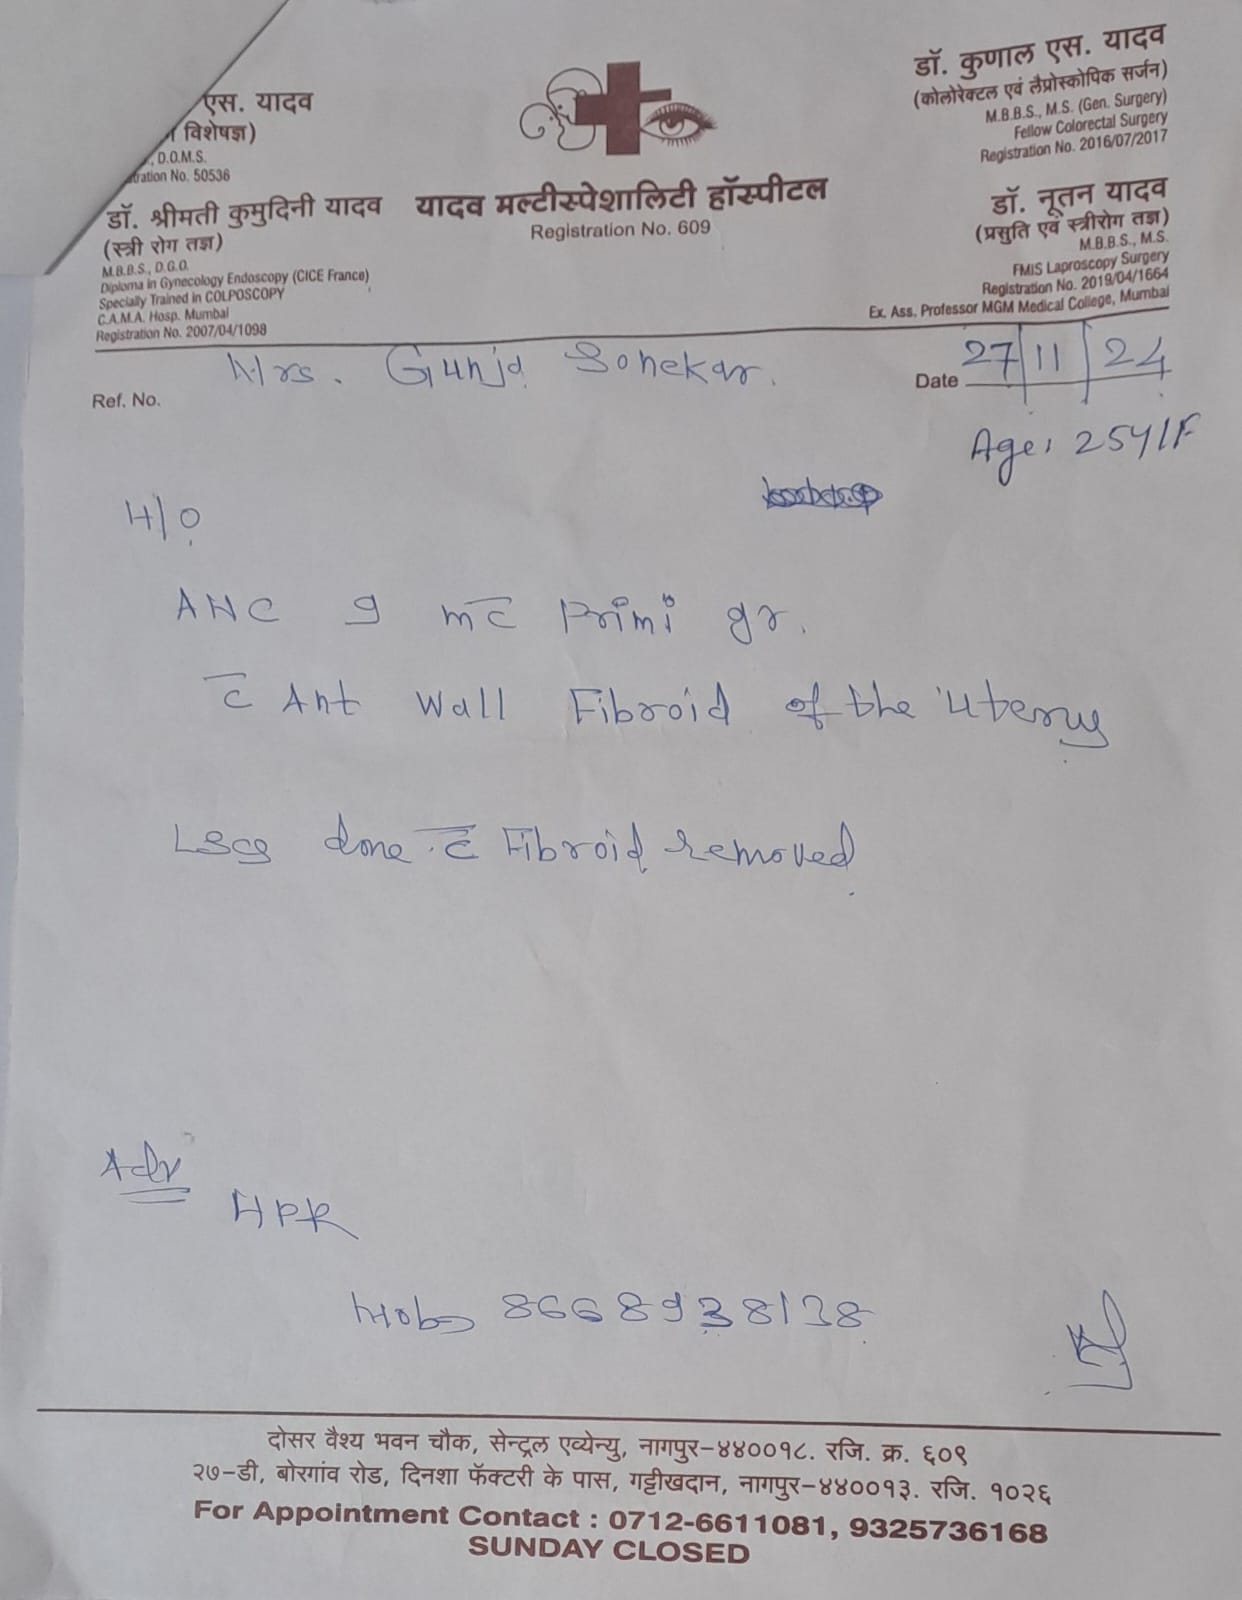 एस. यादव
विशेषज्ञ)
, D.O.M.S.
ration No. 50536
डॉ. श्रीमती कुमुदिनी यादव
(स्त्री रोग तज्ञ)
M.B.B.S., D.G.O.
Diploma in Gynecology Endoscopy (CICE France)
Specially Trained in COLPOSCOPY
C.A.M.A. Hosp. Mumbai
Registration No. 2007/04/1098
यादव मल्टीस्पेशालिटी हॉस्पीटल
Registration No. 609
डॉ. कुणाल एस. यादव
(कोलोरेक्टल एवं लॅप्रोस्कोपिक सर्जन)
M.B.B.S., M.S. (Gen. Surgery)
Fellow Colorectal Surgery
Registration No. 2016/07/2017
डॉ. नूतन यादव
(प्रसुति एवं स्त्रीरोग तज्ञ)
M.B.B.S., M.S.
FMIS Laproscopy Surgery
Registration No. 2019/04/1664
Ex. Ass. Professor MGM Medical College, Mumbai
Mrs. Gunja Sonekar.
Ref. No.
Date 27/11/24
Age: 25y/F
H/O
ANC 9 m c̄ Primi gr.
c̄ Ant Wall Fibroid of the uterus
LScs done c̄ Fibroid removed
Adv
HPR
Mob 8668938138
दोसर वैश्य भवन चौक, सेन्ट्रल एव्येन्यु, नागपुर-४४००१८. रजि. क्र. ६०९
२७-डी, बोरगांव रोड, दिनशा फॅक्टरी के पास, गट्टीखदान, नागपुर-४४००१३. रजि. १०२६
For Appointment Contact : 0712-6611081, 9325736168
SUNDAY CLOSED